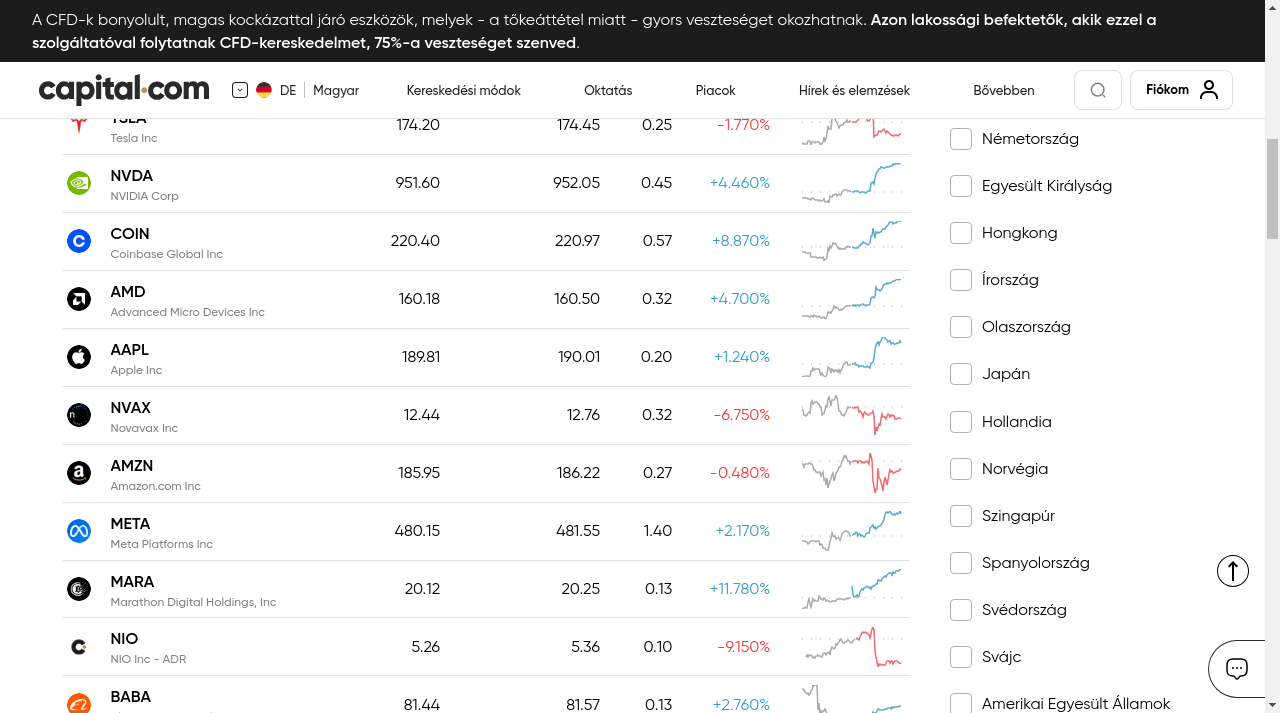 A CFD-k bonyolult, magas kockázattal járó eszközök, melyek - a tőkeáttétel miatt - gyors veszteséget okozhatnak. Azon lakossági befektetők, akik ezzel a
szolgáltatóval folytatnak CFD-kereskedelmet, 75%-a veszteséget szenved.
capital.com
DE
Magyar
Kereskedési módok
Oktatás
Piacok
Hírek és elemzések
Bővebben
Fiókom
TSLA
Tesla Inc
174.20 174.45 0.25 -1.770%
NVDA
NVIDIA Corp
951.60 952.05 0.45 +4.460%
COIN
Coinbase Global Inc
220.40 220.97 0.57 +8.870%
AMD
Advanced Micro Devices Inc
160.18 160.50 0.32 +4.700%
AAPL
Apple Inc
189.81 190.01 0.20 +1.240%
NVAX
Novavax Inc
12.44 12.76 0.32 -6.750%
AMZN
Amazon.com Inc
185.95 186.22 0.27 -0.480%
META
Meta Platforms Inc
480.15 481.55 1.40 +2.170%
MARA
Marathon Digital Holdings, Inc
20.12 20.25 0.13 +11.780%
NIO
NIO Inc - ADR
5.26 5.36 0.10 -9.150%
BABA
81.44 81.57 0.13 +2.760%
Németország
Egyesült Királyság
Hongkong
Írország
Olaszország
Japán
Hollandia
Norvégia
Szingapúr
Spanyolország
Svédország
Svájc
Amerikai Egyesült Államok